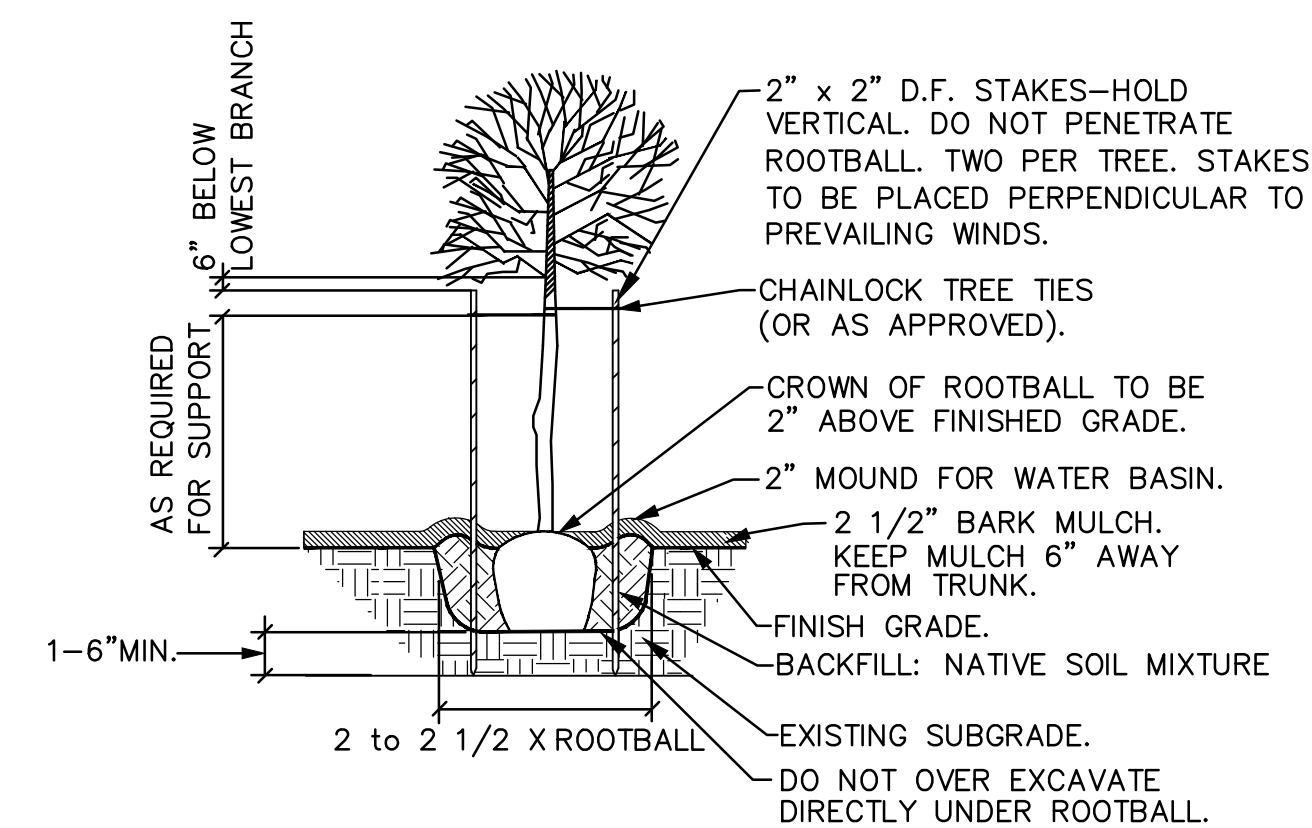 6” BELOW
LOWEST BRANCH
AS REQUIRED
FOR SUPPORT
1–6”MIN.
2 to 2 1/2 X ROOTBALL
2” x 2” D.F. STAKES–HOLD
VERTICAL. DO NOT PENETRATE
ROOTBALL. TWO PER TREE. STAKES
TO BE PLACED PERPENDICULAR TO
PREVAILING WINDS.
CHAINLOCK TREE TIES
(OR AS APPROVED).
CROWN OF ROOTBALL TO BE
2” ABOVE FINISHED GRADE.
2” MOUND FOR WATER BASIN.
2 1/2” BARK MULCH.
KEEP MULCH 6” AWAY
FROM TRUNK.
FINISH GRADE.
BACKFILL: NATIVE SOIL MIXTURE
EXISTING SUBGRADE.
DO NOT OVER EXCAVATE
DIRECTLY UNDER ROOTBALL.